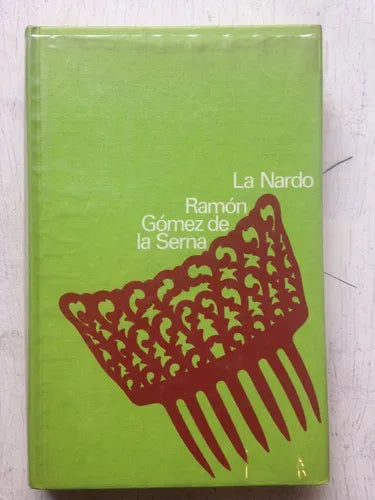 La Nardo
Ramón
Gómez de
la Serna